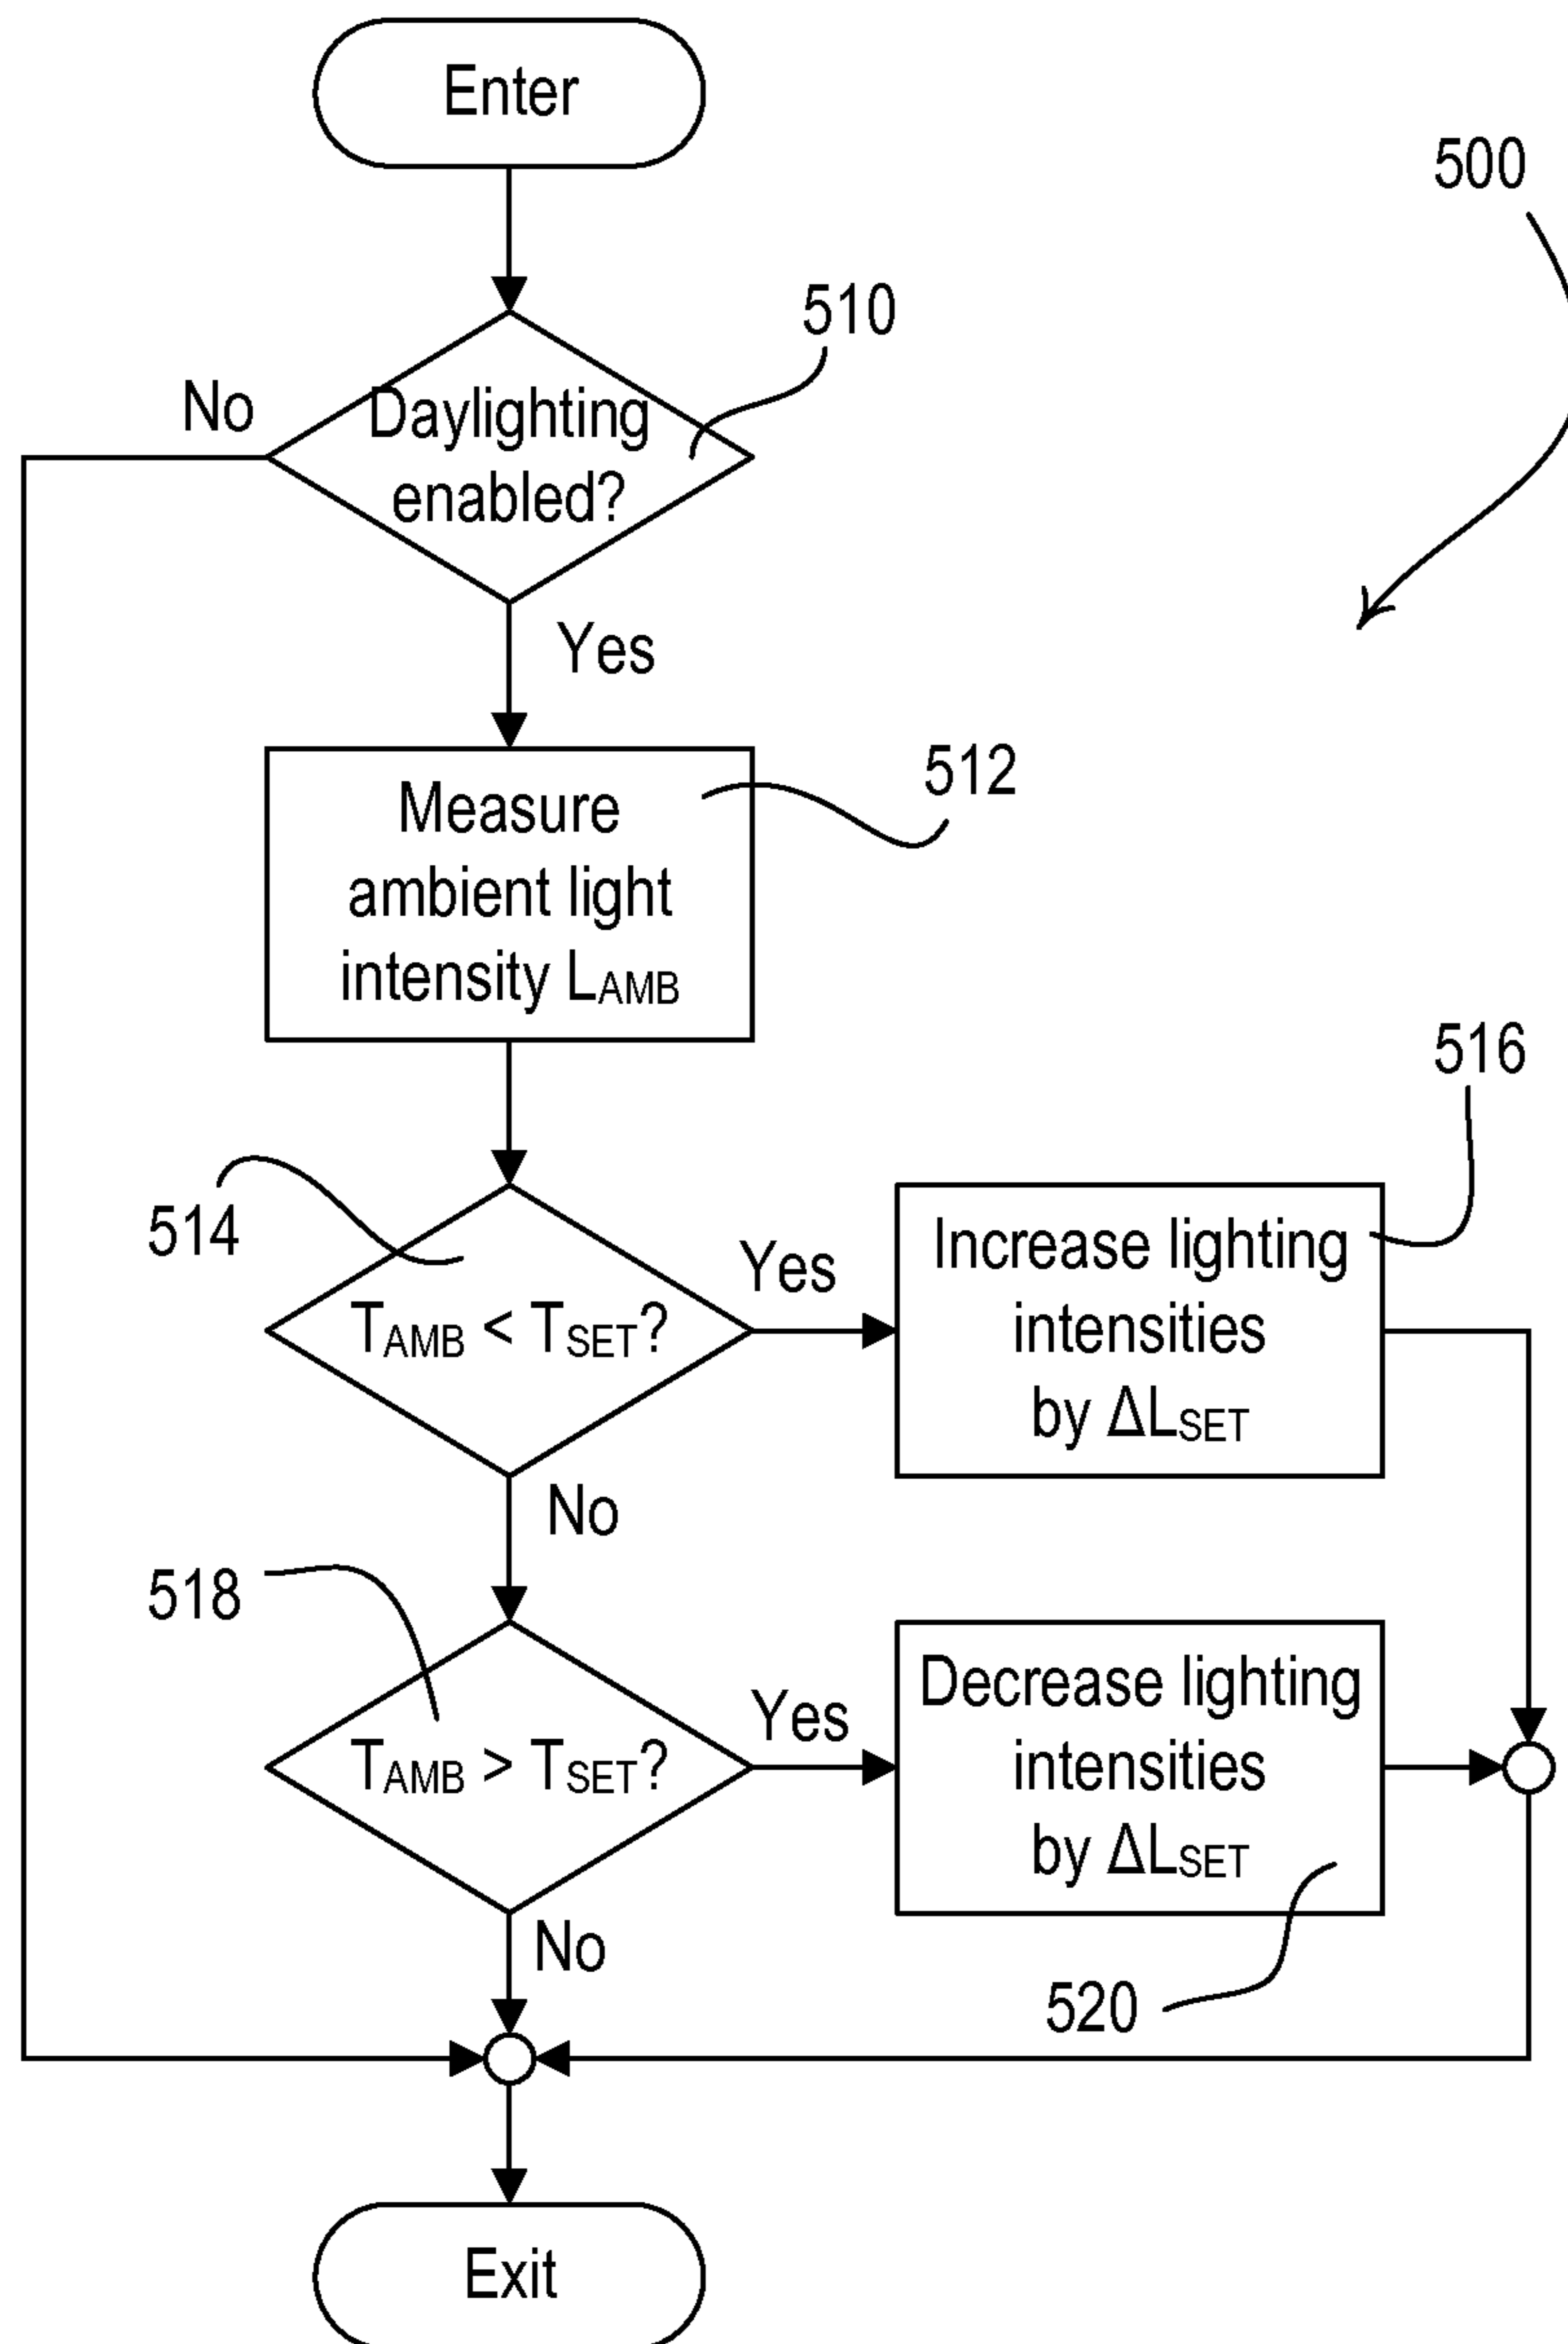 Enter
500
510
No
Daylighting
enabled?
Yes
512
Measure
ambient light
intensity LAMB
516
514
Yes
Increase lighting
intensities
by ΔLSET
TAMB < TSET?
No
518
Yes
Decrease lighting
intensities
by ΔLSET
TAMB > TSET?
No
520
Exit